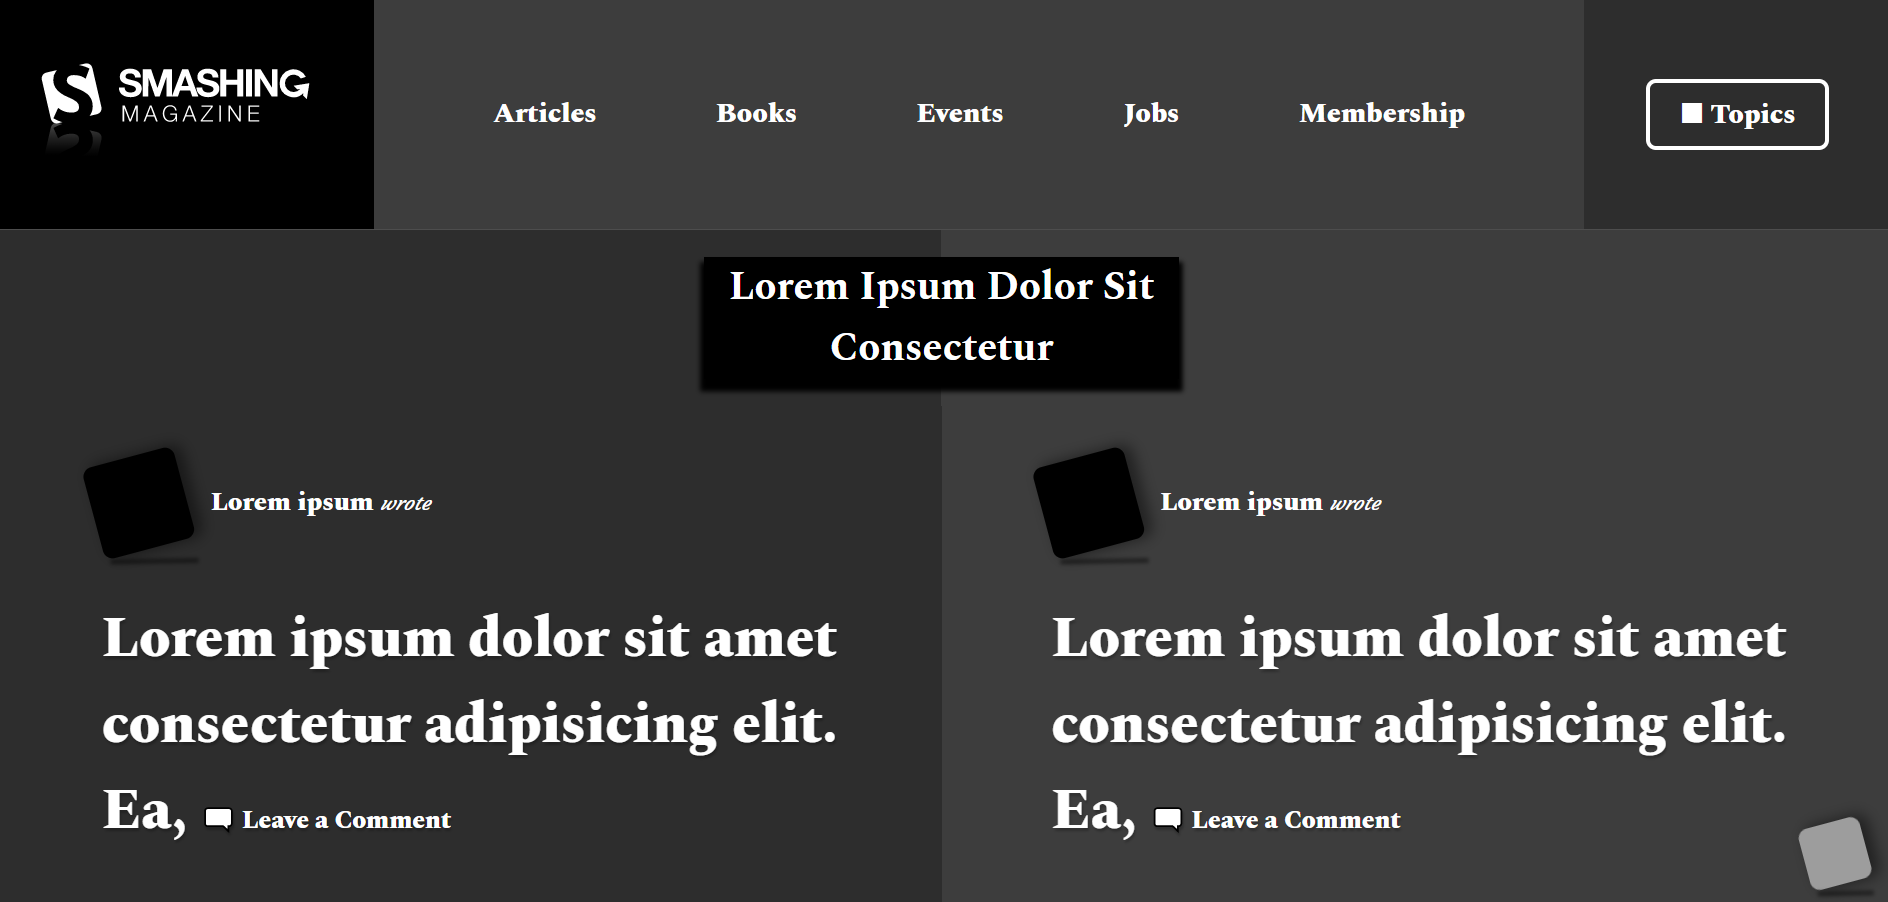 SMASHING
MAGAZINE
Articles
Books
Events
Jobs
Membership
Topics
Lorem Ipsum Dolor Sit
Consectetur
Lorem ipsum wrote
Lorem ipsum dolor sit amet
consectetur adipisicing elit.
Ea, Leave a Comment
Lorem ipsum wrote
Lorem ipsum dolor sit amet
consectetur adipisicing elit.
Ea, Leave a Comment